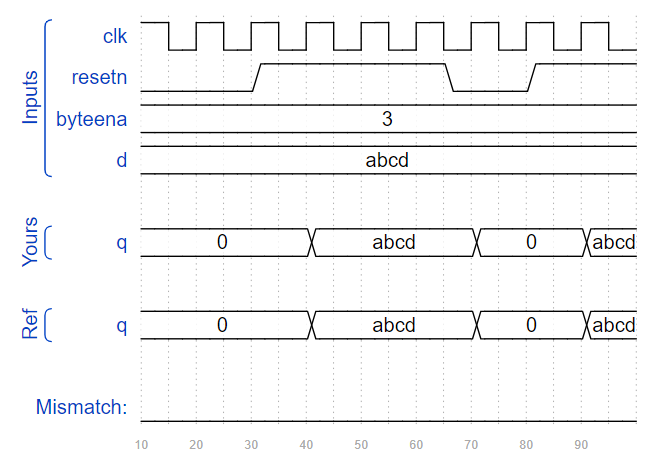 Inputs
clk
resetn
byteena 3
d abcd
Yours
q 0 abcd 0 abcd
Ref
q 0 abcd 0 abcd
Mismatch:
10 20 30 40 50 60 70 80 90